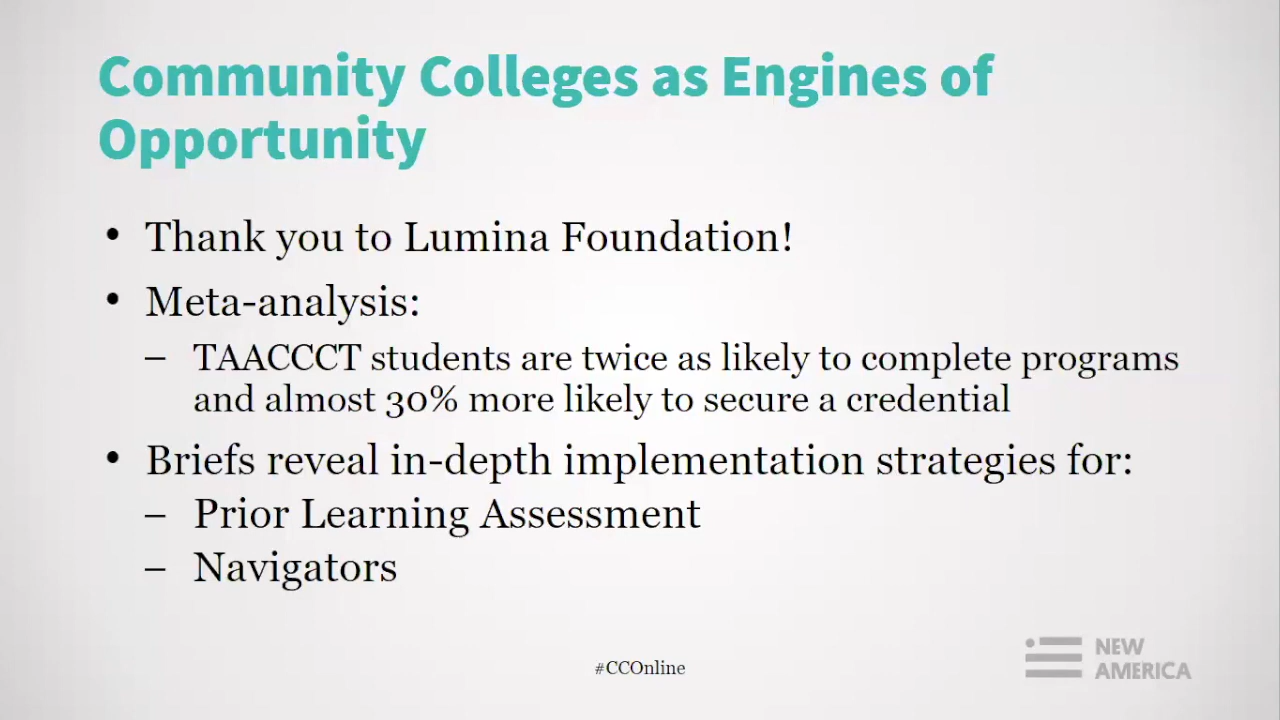 Community Colleges as Engines of
Opportunity
• Thank you to Lumina Foundation!
• Meta-analysis:
– TAACCCT students are twice as likely to complete programs
and almost 30% more likely to secure a credential
• Briefs reveal in-depth implementation strategies for:
– Prior Learning Assessment
– Navigators
#CCOnline
NEW
AMERICA